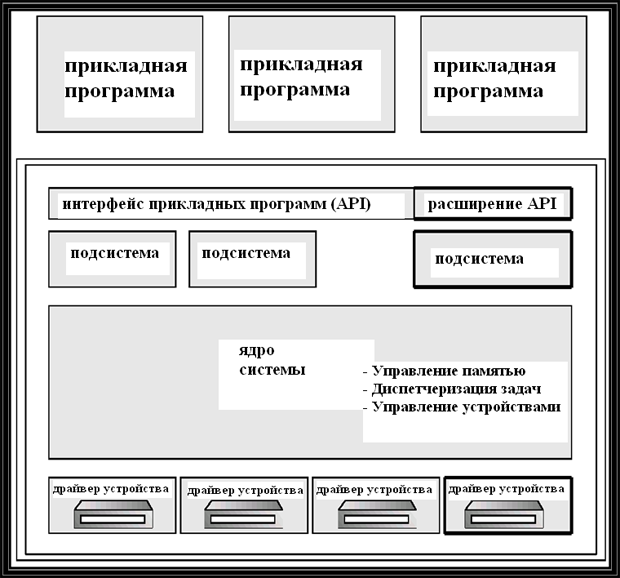 прикладная
программа
прикладная
программа
прикладная
программа
интерфейс прикладных программ (API)
расширение API
подсистема
подсистема
подсистема
ядро
системы
- Управление памятью
- Диспетчеризация задач
- Управление устройствами
драйвер устройства
драйвер устройства
драйвер устройства
драйвер устройства